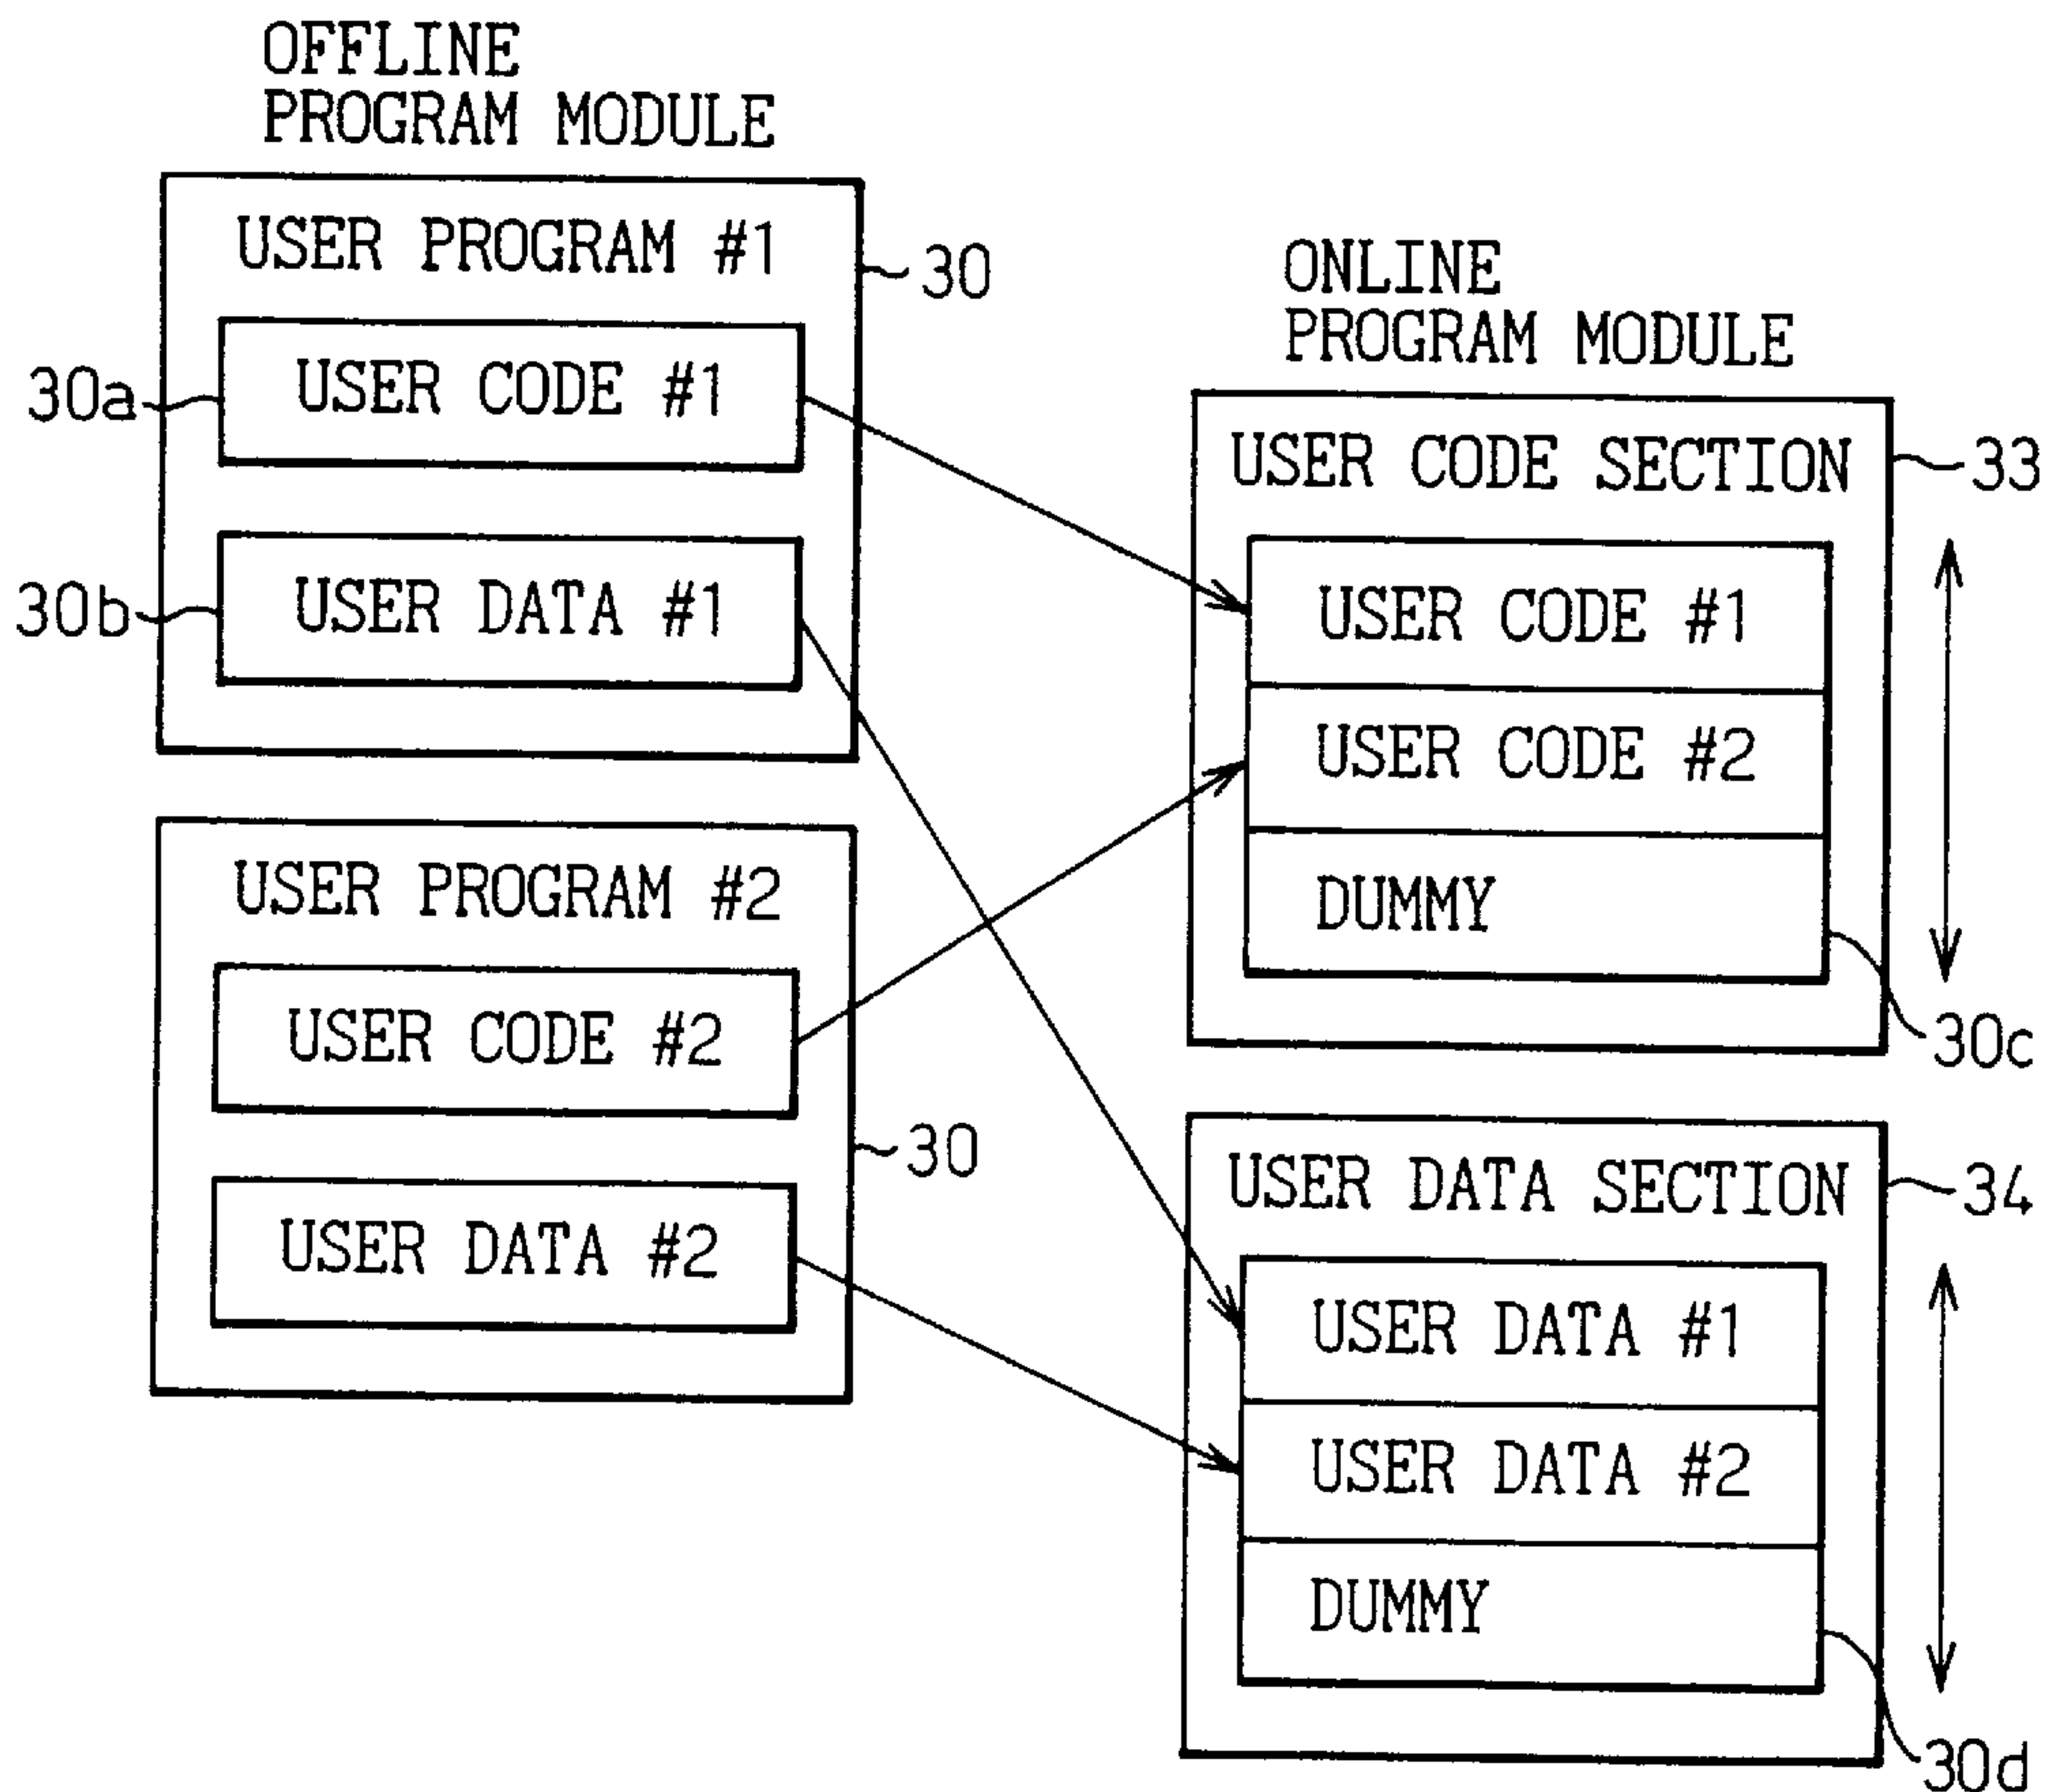 OFFLINE
PROGRAM MODULE
USER PROGRAM #1
30
30a
USER CODE #1
30b
USER DATA #1
USER PROGRAM #2
USER CODE #2
30
USER DATA #2
ONLINE
PROGRAM MODULE
USER CODE SECTION
33
USER CODE #1
USER CODE #2
DUMMY
30c
USER DATA SECTION
34
USER DATA #1
USER DATA #2
DUMMY
30d